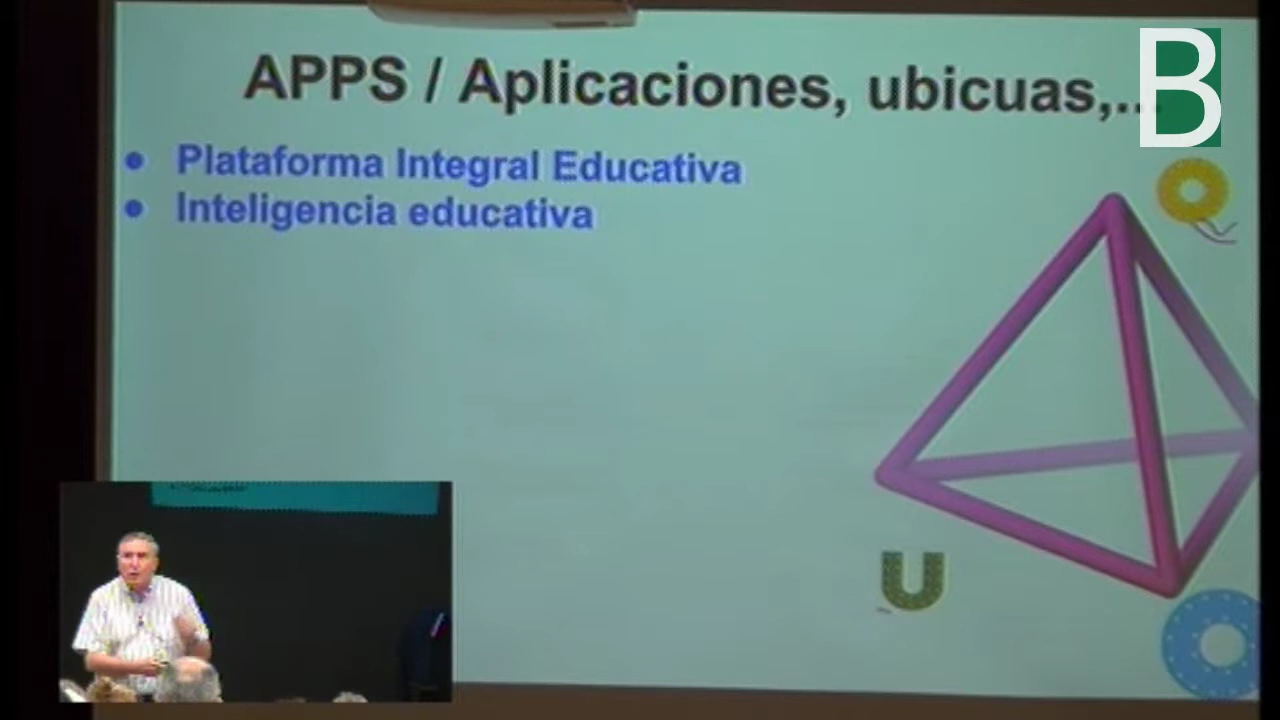 APPS / Aplicaciones, ubicuas,...
B
• Plataforma Integral Educativa
• Inteligencia educativa
U